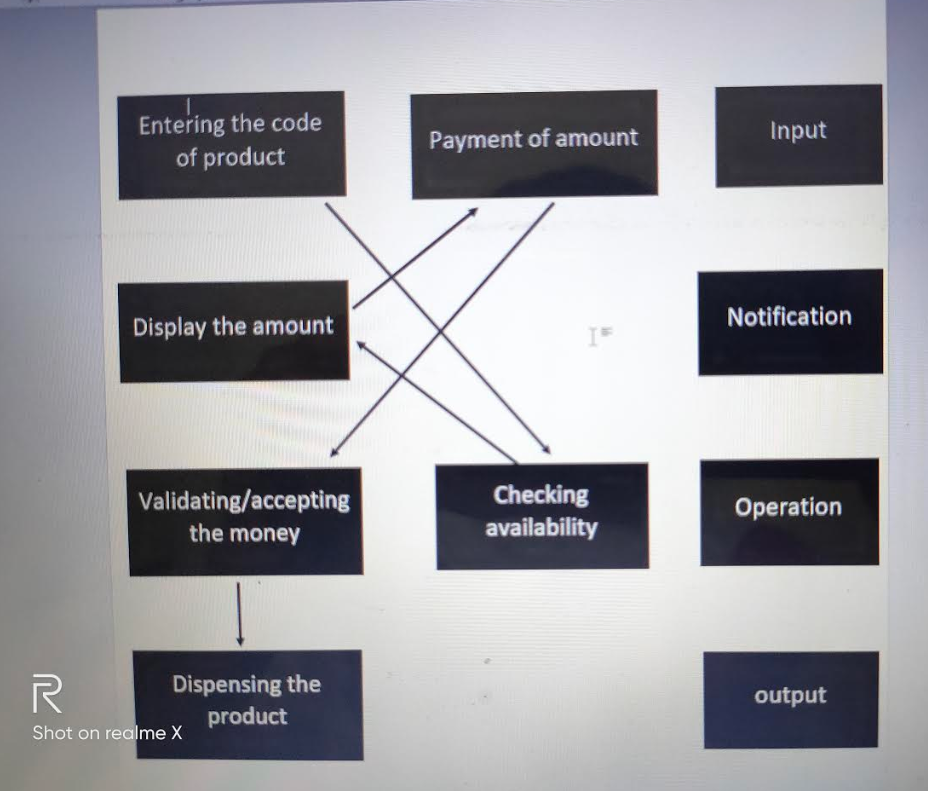 Entering the code
of product
Payment of amount
Input
Display the amount
Notification
Validating/accepting
the money
Checking
availability
Operation
Dispensing the
product
output
R
Shot on realme X